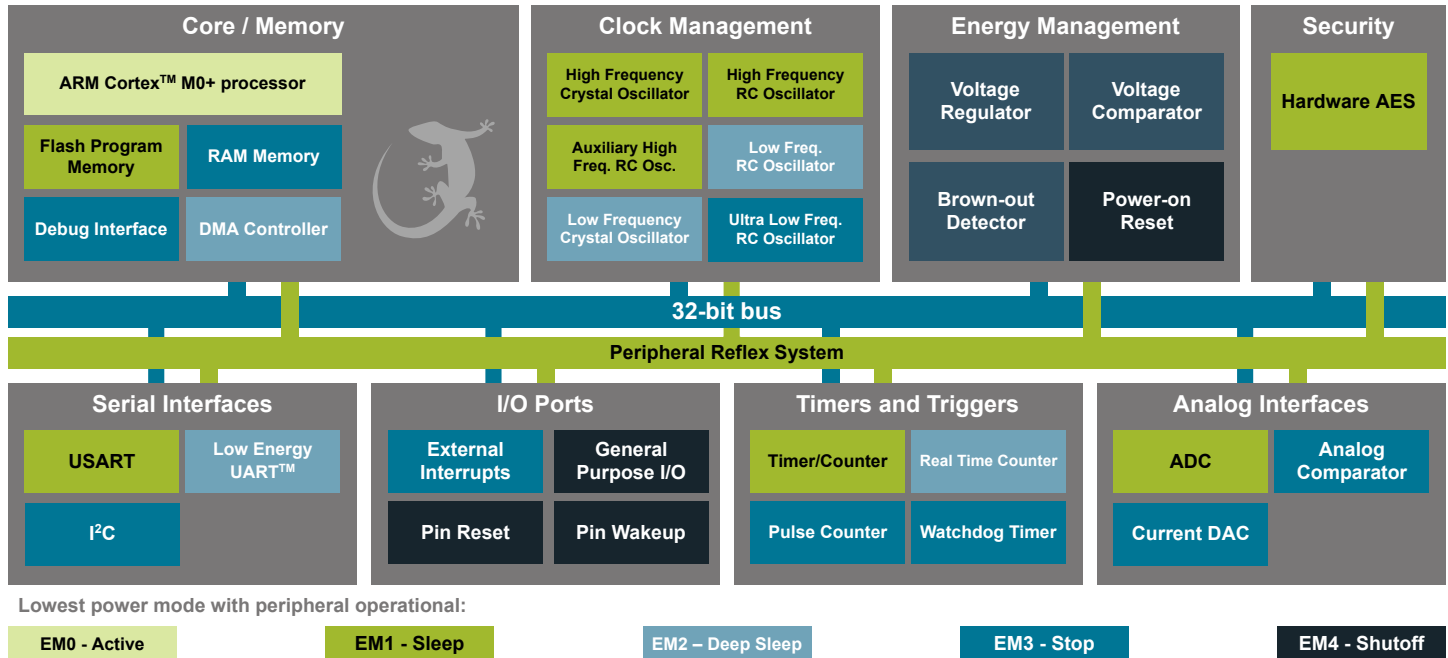 Core / Memory
ARM Cortex™ M0+ processor
Flash Program
Memory
RAM Memory
Debug Interface
DMA Controller
Clock Management
High Frequency
Crystal Oscillator
High Frequency
RC Oscillator
Auxiliary High
Freq. RC Osc.
Low Freq.
RC Oscillator
Low Frequency
Crystal Oscillator
Ultra Low Freq.
RC Oscillator
Energy Management
Voltage
Regulator
Voltage
Comparator
Brown-out
Detector
Power-on
Reset
Security
Hardware AES
32-bit bus
Peripheral Reflex System
Serial Interfaces
USART
Low Energy
UART™
I²C
I/O Ports
External
Interrupts
General
Purpose I/O
Pin Reset
Pin Wakeup
Timers and Triggers
Timer/Counter
Real Time Counter
Pulse Counter
Watchdog Timer
Analog Interfaces
ADC
Analog
Comparator
Current DAC
Lowest power mode with peripheral operational:
EM0 - Active
EM1 - Sleep
EM2 – Deep Sleep
EM3 - Stop
EM4 - Shutoff